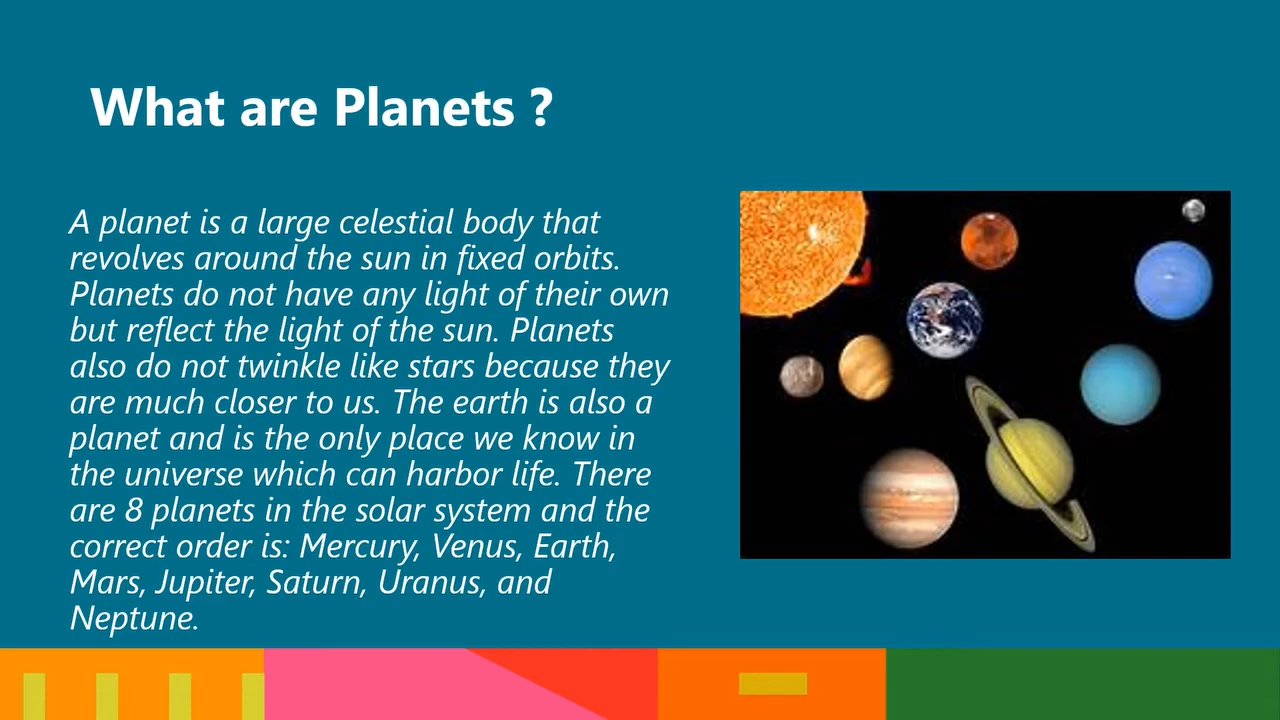 What are Planets ?
A planet is a large celestial body that
revolves around the sun in fixed orbits.
Planets do not have any light of their own
but reflect the light of the sun. Planets
also do not twinkle like stars because they
are much closer to us. The earth is also a
planet and is the only place we know in
the universe which can harbor life. There
are 8 planets in the solar system and the
correct order is: Mercury, Venus, Earth,
Mars, Jupiter, Saturn, Uranus, and
Neptune.